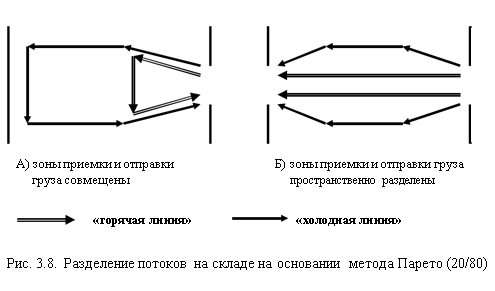 А) зоны приемки и отправки
груза совмещены
Б) зоны приемки и отправки груза
пространственно разделены
«горячая линия»
«холодная линия»
Рис. 3.8. Разделение потоков на складе на основании метода Парето (20/80)